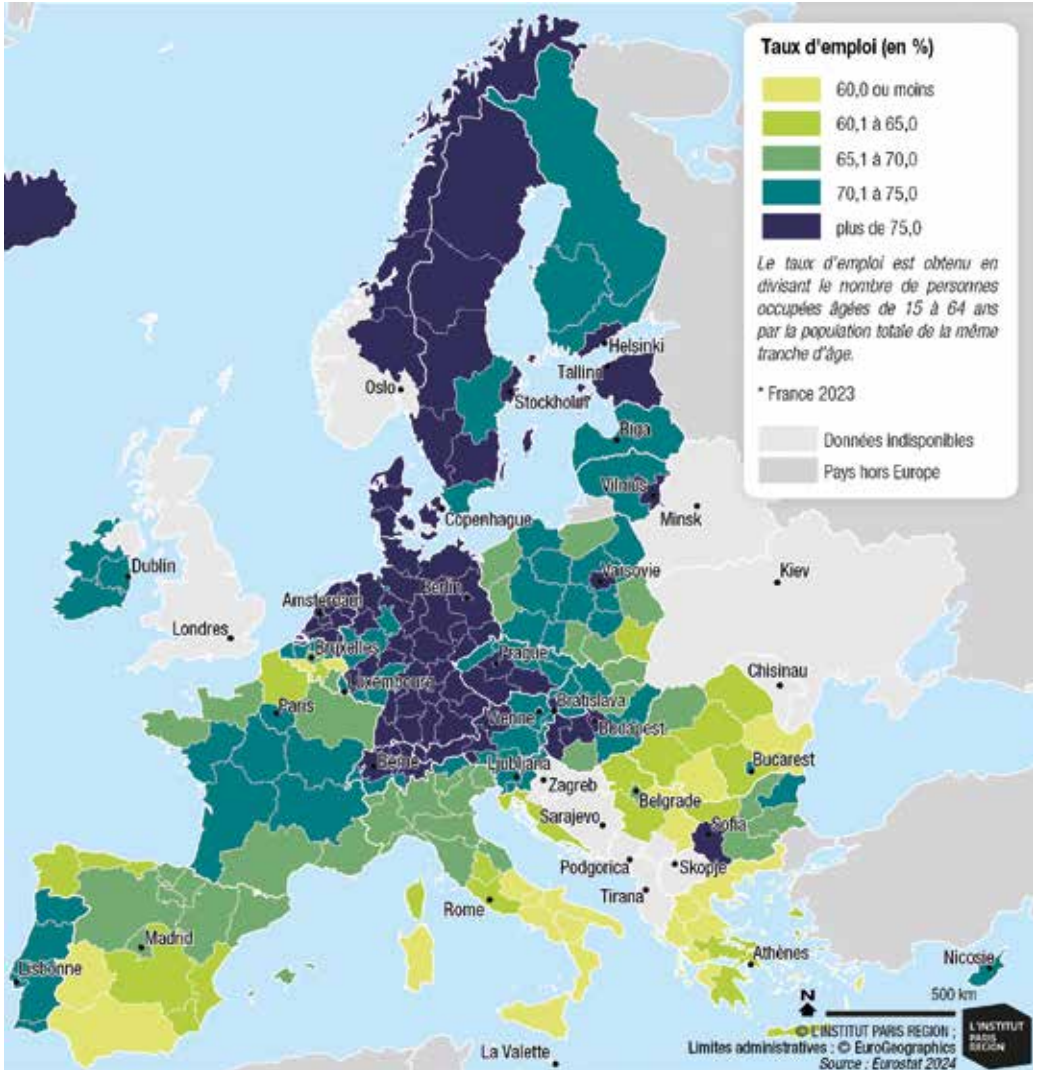 Taux d'emploi (en %)
60,0 ou moins
60,1 à 65,0
65,1 à 70,0
70,1 à 75,0
plus de 75,0
Le taux d'emploi est obtenu en
divisant le nombre de personnes
occupées âgées de 15 à 64 ans
par la population totale de la même
tranche d'âge.
* France 2023
Données indisponibles
Pays hors Europe
Helsinki
Tallinn
Oslo
Stockholm
Riga
Vilnius
Minsk
Copenhague
Dublin
Varsovie
Kiev
Berlin
Amsterdam
Londres
Bruxelles
Prague
Luxembourg
Chisinau
Paris
Bratislava
Vienne
Budapest
Berne
Ljubljana
Bucarest
Zagreb
Belgrade
Sarajevo
Sofia
Podgorica
Skopje
Tirana
Rome
Madrid
Athènes
Lisbonne
Nicosie
N
500 km
La Valette
© L'INSTITUT PARIS REGION ;
Limites administratives : © EuroGeographics
Source : Eurostat 2024
L'INSTITUT
PARIS
REGION